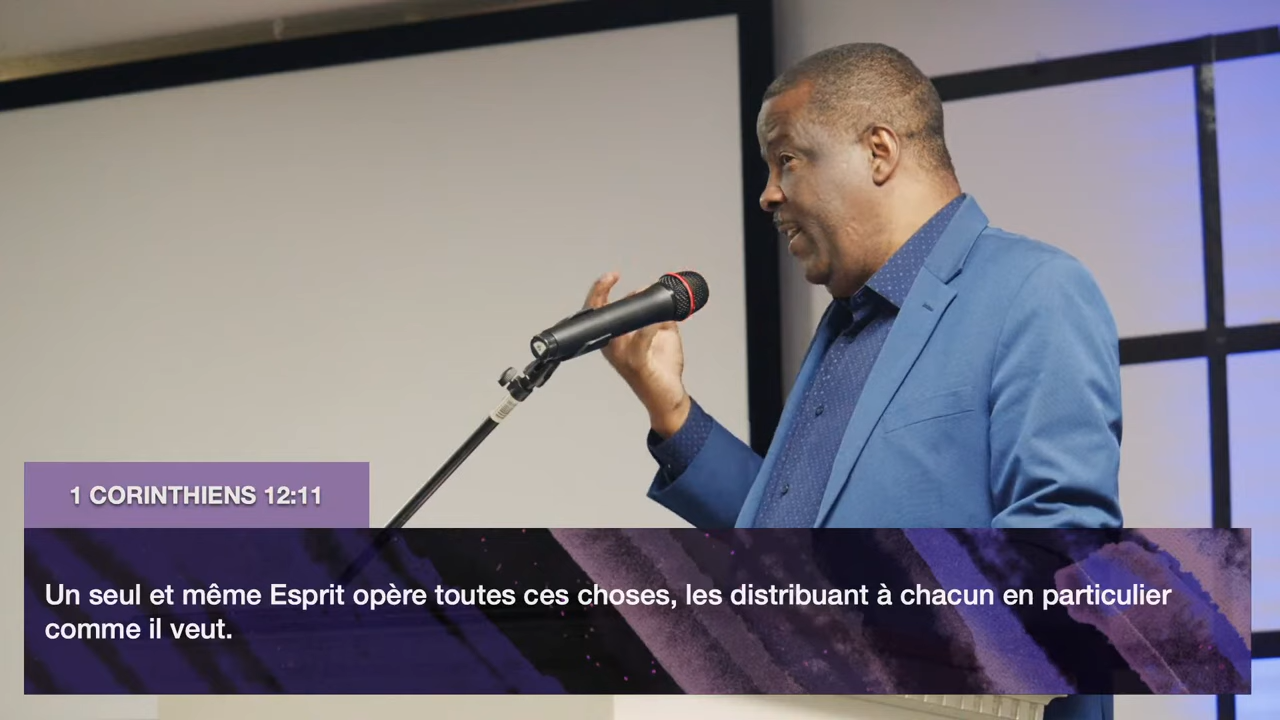 1 CORINTHIENS 12:11
Un seul et même Esprit opère toutes ces choses, les distribuant à chacun en particulier
comme il veut.